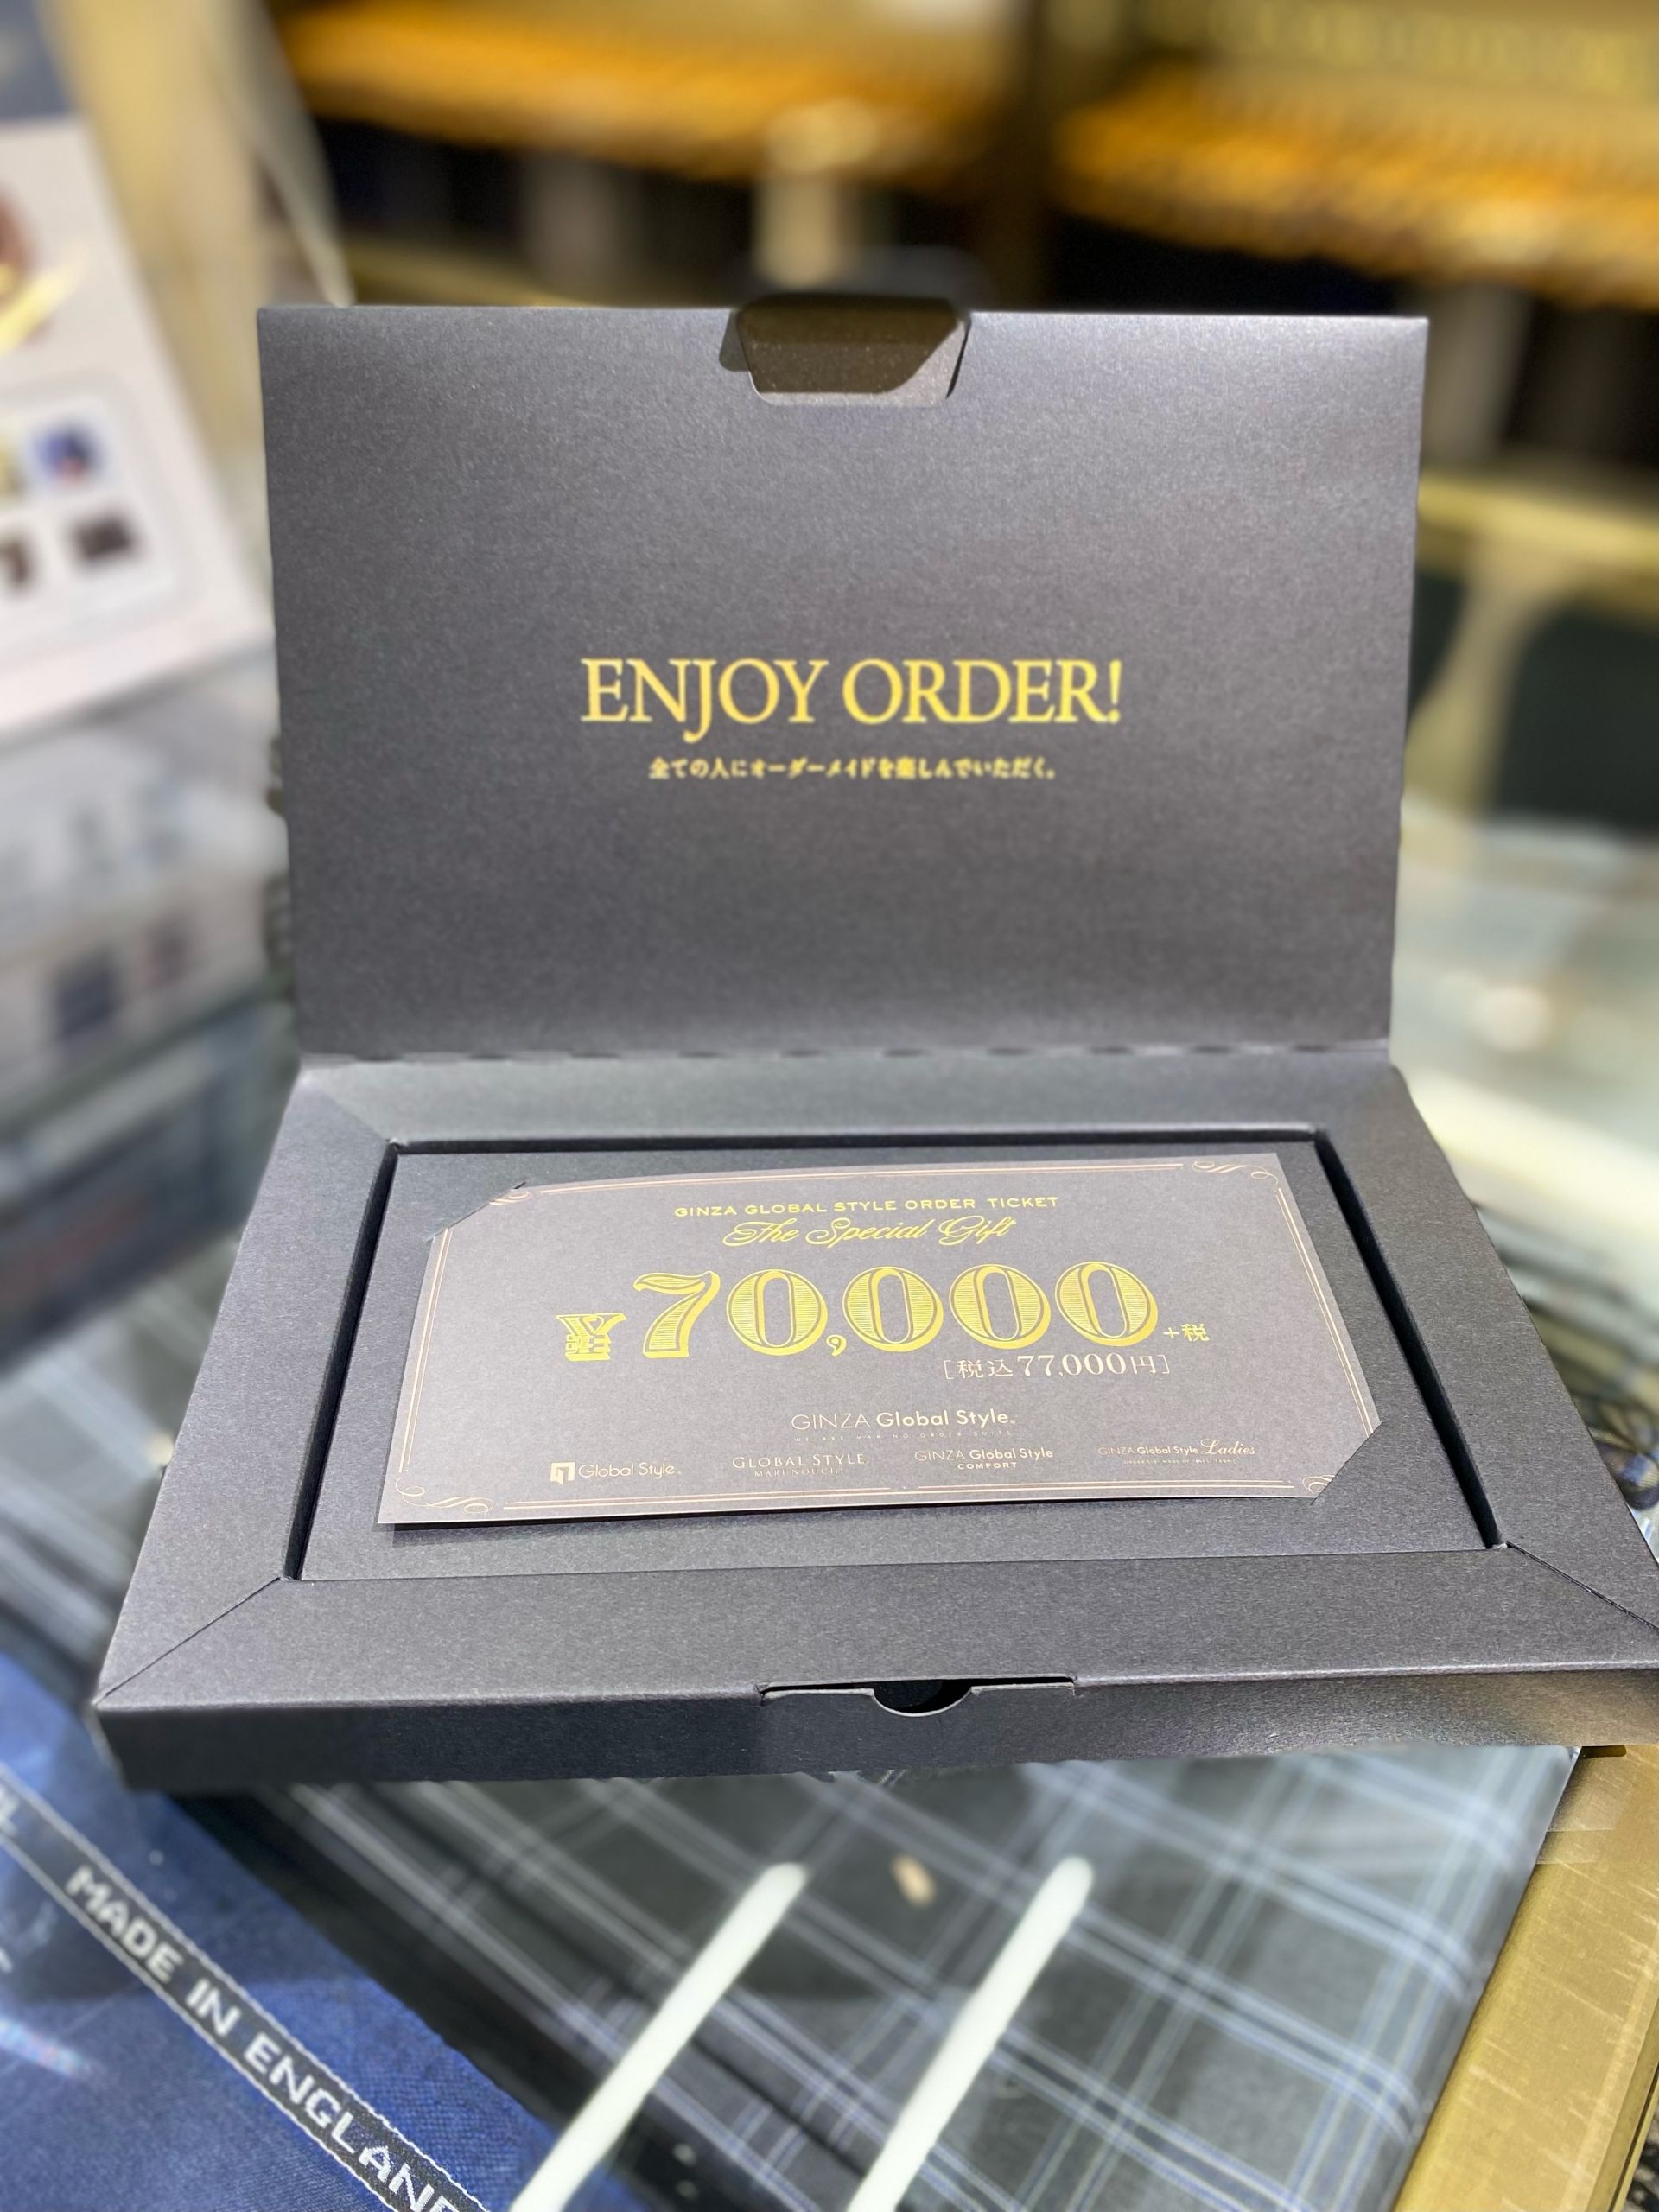 ENJOY ORDER!
全ての人にオーダーメイドを楽しんでいただく。
GINZA GLOBAL STYLE ORDER TICKET
The Special Gift
70,000+税
[税込77,000円]
GINZA Global Style.
Global Style.
GLOBAL STYLE.
MARUNOUCHI
GINZA Global Style
COMFORT
GINZA Global Style Ladies
MADE IN ENGLAND